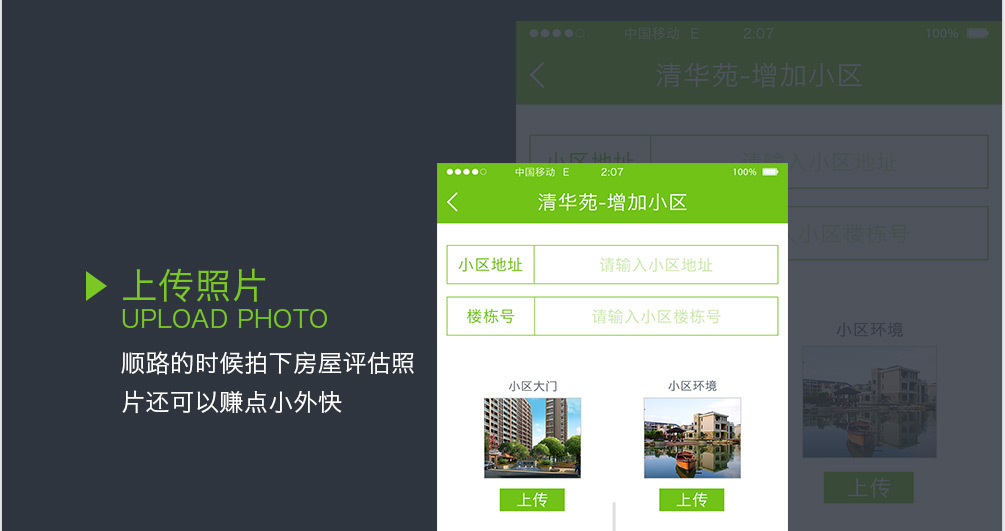 上传照片
UPLOAD PHOTO
顺路的时候拍下房屋评估照
片还可以赚点小外快
中国移动 E 2:07 100%
清华苑-增加小区
小区地址 请输入小区地址
楼栋号 请输入小区楼栋号
小区大门 小区环境
上传 上传
中国移动 E 2:07 100%
清华苑-增加小区
小区地址 请输入小区地址
入小区楼栋号
小区环境
上传